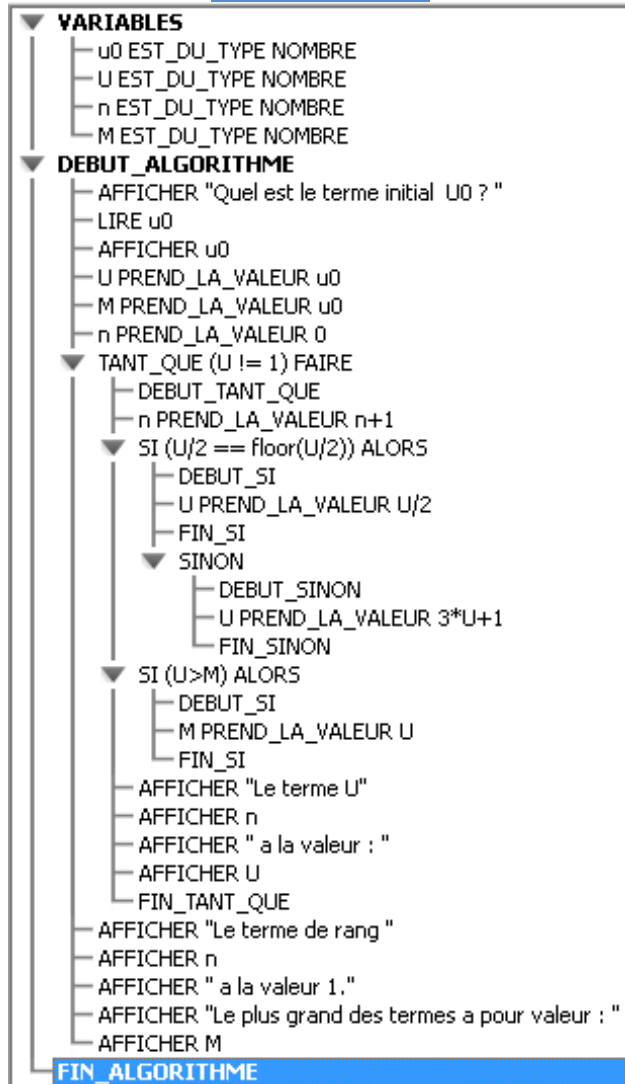 VARIABLES
u0 EST_DU_TYPE NOMBRE
U EST_DU_TYPE NOMBRE
n EST_DU_TYPE NOMBRE
M EST_DU_TYPE NOMBRE
DEBUT_ALGORITHME
AFFICHER "Quel est le terme initial U0 ? "
LIRE u0
AFFICHER u0
U PREND_LA_VALEUR u0
M PREND_LA_VALEUR u0
n PREND_LA_VALEUR 0
TANT_QUE (U != 1) FAIRE
DEBUT_TANT_QUE
n PREND_LA_VALEUR n+1
SI (U/2 == floor(U/2)) ALORS
DEBUT_SI
U PREND_LA_VALEUR U/2
FIN_SI
SINON
DEBUT_SINON
U PREND_LA_VALEUR 3*U+1
FIN_SINON
SI (U>M) ALORS
DEBUT_SI
M PREND_LA_VALEUR U
FIN_SI
AFFICHER "Le terme U"
AFFICHER n
AFFICHER " a la valeur : "
AFFICHER U
FIN_TANT_QUE
AFFICHER "Le terme de rang "
AFFICHER n
AFFICHER " a la valeur 1."
AFFICHER "Le plus grand des termes a pour valeur : "
AFFICHER M
FIN_ALGORITHME